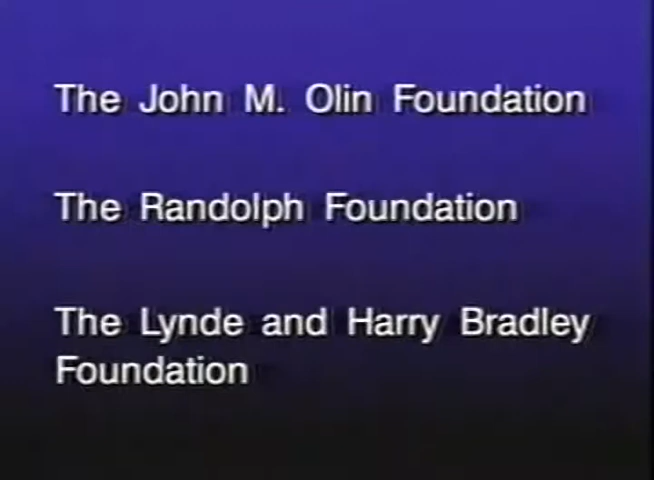 The John M. Olin Foundation
The Randolph Foundation
The Lynde and Harry Bradley
Foundation